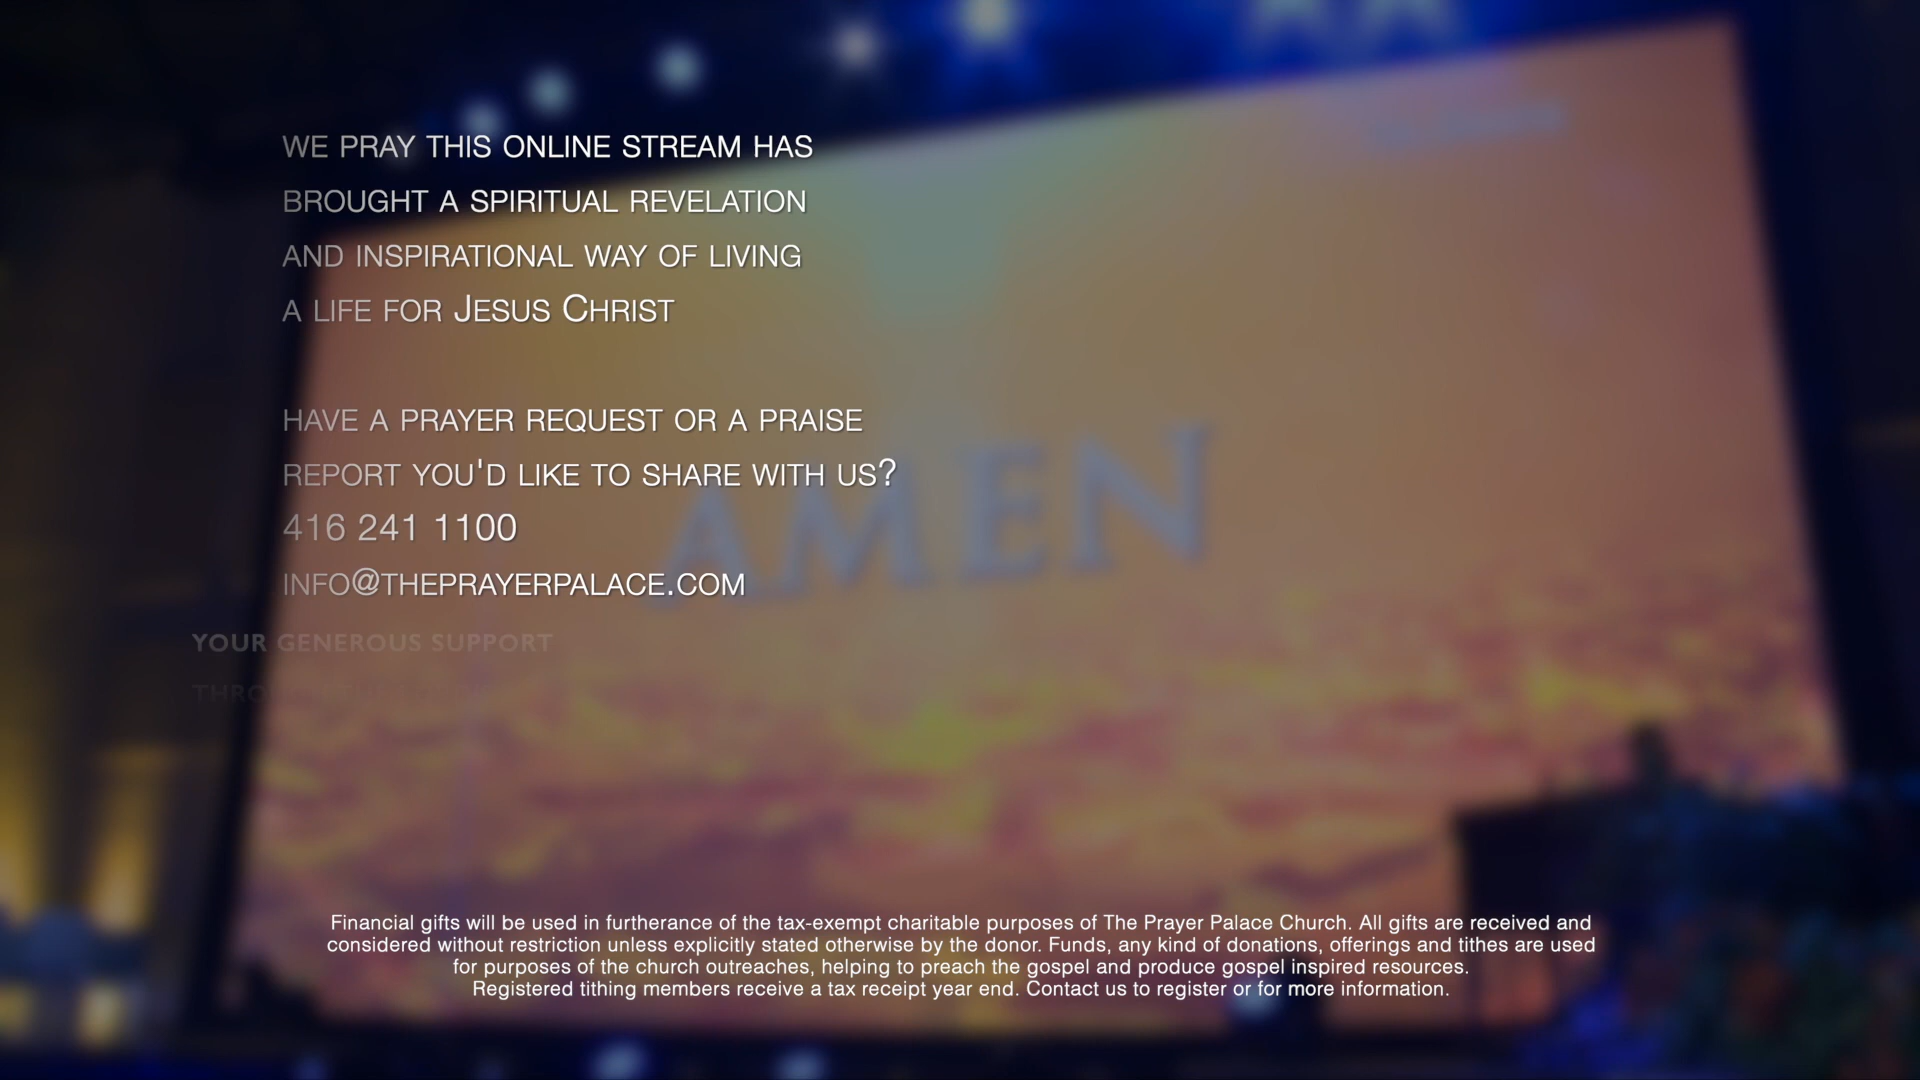 WE PRAY THIS ONLINE STREAM HAS
BROUGHT A SPIRITUAL REVELATION
AND INSPIRATIONAL WAY OF LIVING
A LIFE FOR JESUS CHRIST
HAVE A PRAYER REQUEST OR A PRAISE
REPORT YOU'D LIKE TO SHARE WITH US?
416 241 1100
INFO@THEPRAYERPALACE.COM
AMEN
YOUR GENEROUS SUPPORT
Financial gifts will be used in furtherance of the tax-exempt charitable purposes of The Prayer Palace Church. All gifts are received and
considered without restriction unless explicitly stated otherwise by the donor. Funds, any kind of donations, offerings and tithes are used
for purposes of the church outreaches, helping to preach the gospel and produce gospel inspired resources.
Registered tithing members receive a tax receipt year end. Contact us to register or for more information.